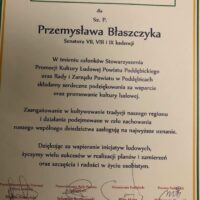 dla
Sz. P.
Przemysława Błaszczyka
Senatora VII, VIII i IX kadencji
W imieniu członków Stowarzyszenia
Promocji Kultury Ludowej Powiatu Poddębickiego
oraz Rady i Zarządu Powiatu w Poddębicach
składamy serdeczne podziękowania za wsparcie
oraz promowanie kultury ludowej.
Zaangażowanie w kultywowanie tradycji naszego regionu
i działania podejmowane w celu zachowania
naszego wspólnego dziedzictwa zasługują na najwyższe uznanie.
Dziękując za wspieranie inicjatyw ludowych,
życzymy wielu sukcesów w realizacji planów i zamierzeń
oraz szczęścia i radości w życiu osobistym.